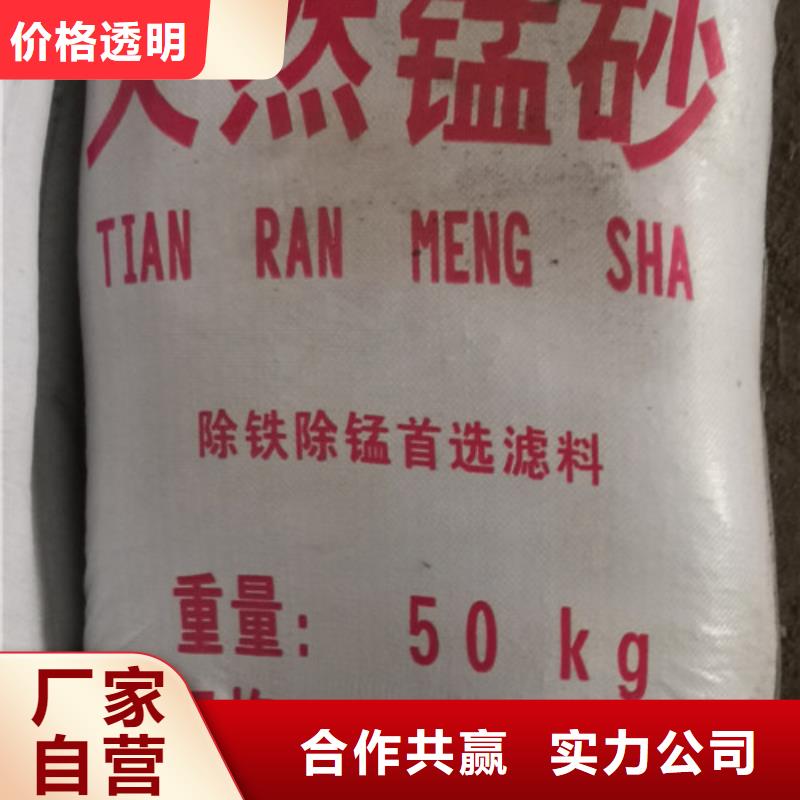 价格透明
天然锰砂
TIAN RAN MENG SHA
除铁除锰首选滤料
重量: 50 kg
厂家
自营
合作共赢 实力公司